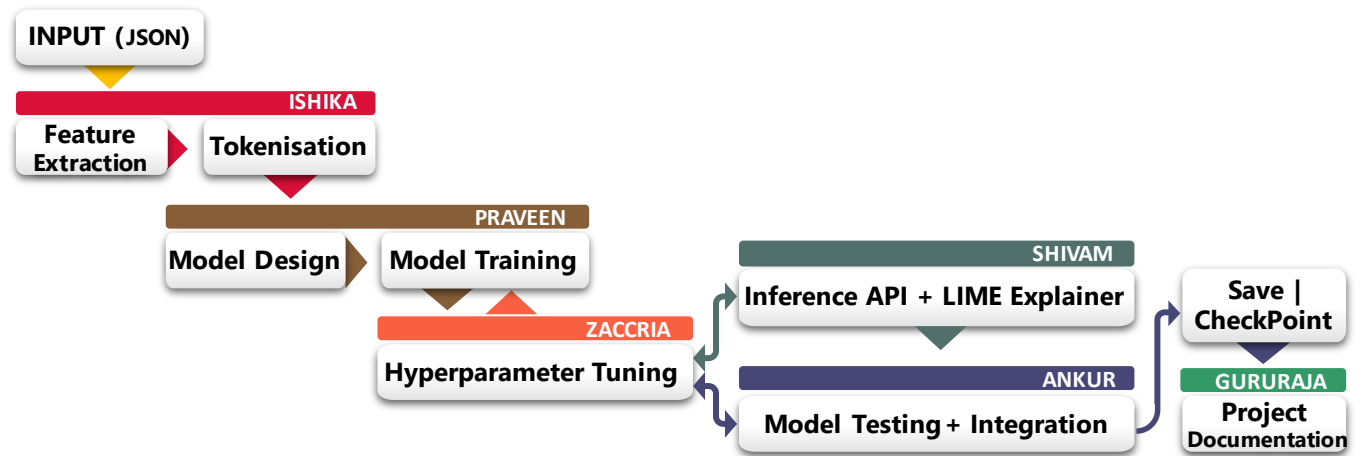 INPUT (JSON)
ISHIKA
Feature
Extraction
Tokenisation
PRAVEEN
Model Design
Model Training
ZACCRIA
Hyperparameter Tuning
SHIVAM
Inference API + LIME Explainer
ANKUR
Model Testing + Integration
Save |
CheckPoint
GURURAJA
Project
Documentation